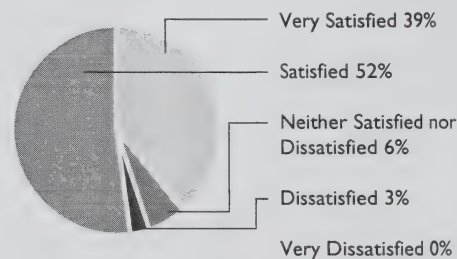 Very Satisfied 39%
Satisfied 52%
Neither Satisfied nor
Dissatisfied 6%
Dissatisfied 3%
Very Dissatisfied 0%